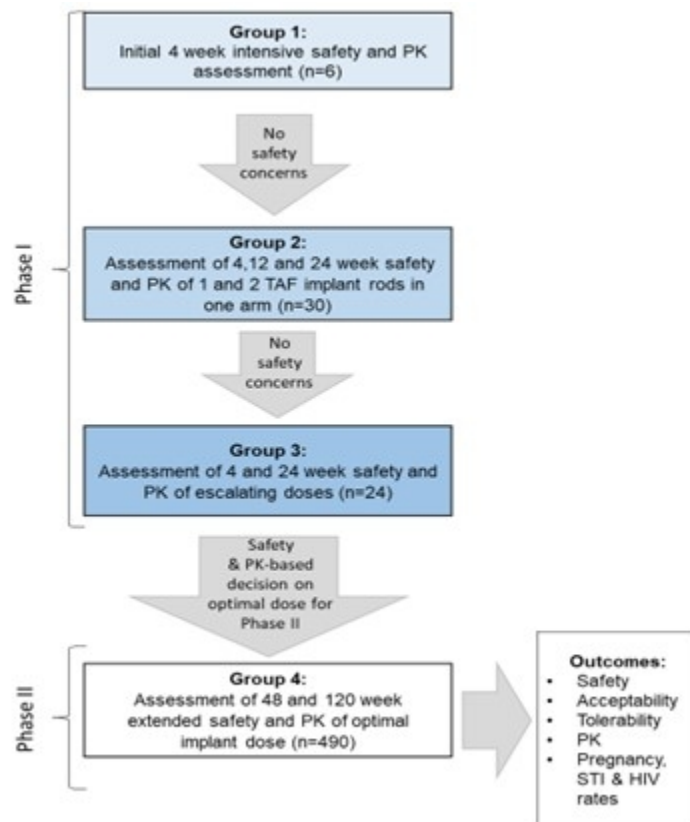 Group 1:
Initial 4 week intensive safety and PK
assessment (n=6)
No
safety
concerns
Phase I
Group 2:
Assessment of 4,12 and 24 week safety
and PK of 1 and 2 TAF implant rods in
one arm (n=30)
No
safety
concerns
Group 3:
Assessment of 4 and 24 week safety and
PK of escalating doses (n=24)
Safety
& PK-based
decision on
optimal dose for
Phase II
Phase II
Group 4:
Assessment of 48 and 120 week
extended safety and PK of optimal
implant dose (n=490)
Outcomes:
• Safety
• Acceptability
• Tolerability
• PK
• Pregnancy,
STI & HIV
rates